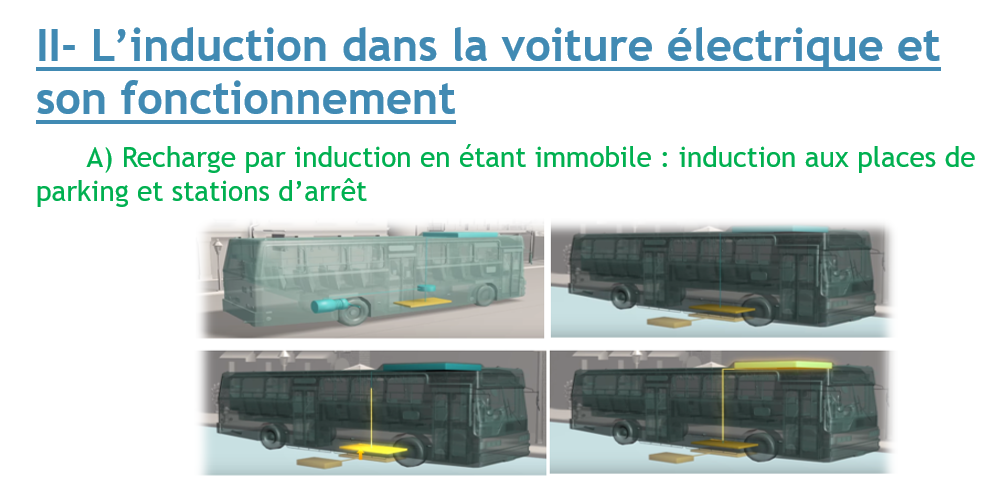 II- L’induction dans la voiture électrique et
son fonctionnement
A) Recharge par induction en étant immobile : induction aux places de
parking et stations d’arrêt